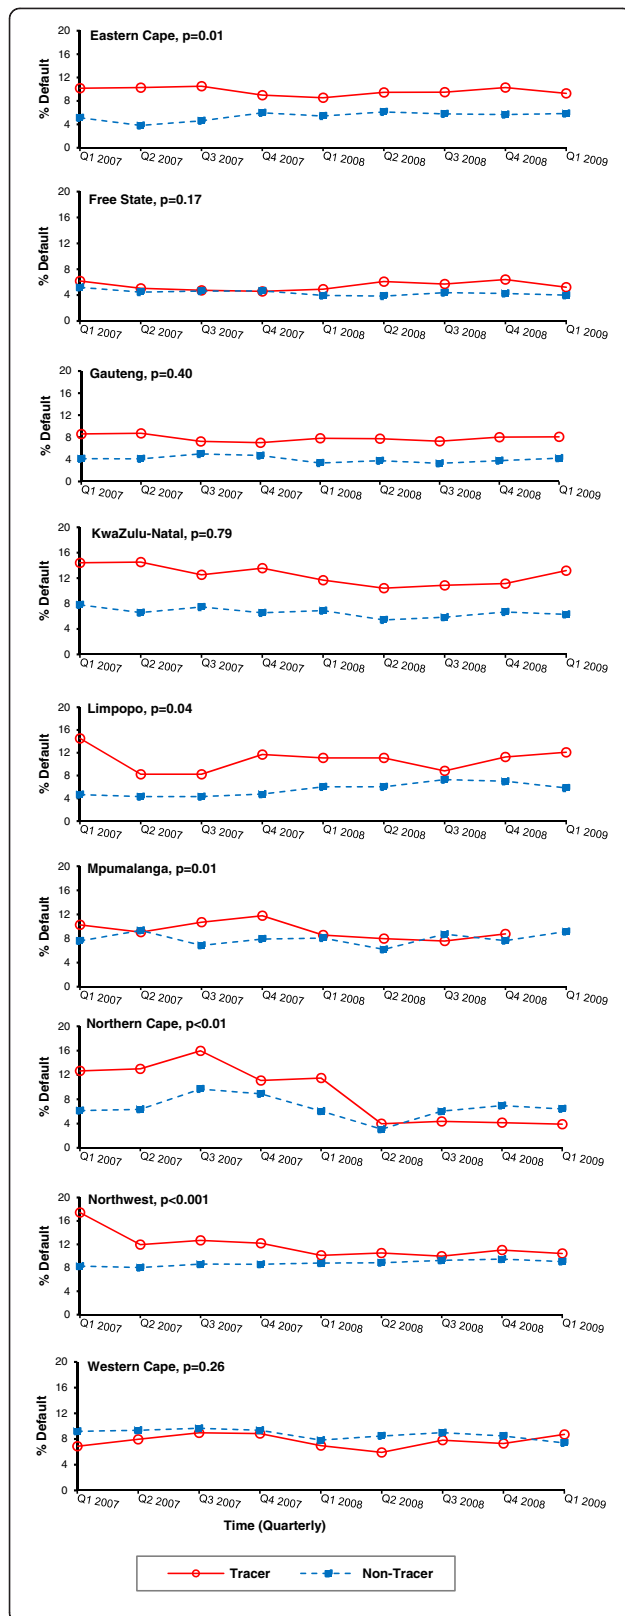 Eastern Cape, p=0.01
% Default
20
16
12
8
4
0
Q1 2007 Q2 2007 Q3 2007 Q4 2007 Q1 2008 Q2 2008 Q3 2008 Q4 2008 Q1 2009
Free State, p=0.17
% Default
20
16
12
8
4
0
Q1 2007 Q2 2007 Q3 2007 Q4 2007 Q1 2008 Q2 2008 Q3 2008 Q4 2008 Q1 2009
Gauteng, p=0.40
% Default
20
16
12
8
4
0
Q1 2007 Q2 2007 Q3 2007 Q4 2007 Q1 2008 Q2 2008 Q3 2008 Q4 2008 Q1 2009
KwaZulu-Natal, p=0.79
% Default
20
16
12
8
4
0
Q1 2007 Q2 2007 Q3 2007 Q4 2007 Q1 2008 Q2 2008 Q3 2008 Q4 2008 Q1 2009
Limpopo, p=0.04
% Default
20
16
12
8
4
0
Q1 2007 Q2 2007 Q3 2007 Q4 2007 Q1 2008 Q2 2008 Q3 2008 Q4 2008 Q1 2009
Mpumalanga, p=0.01
% Default
20
16
12
8
4
0
Q1 2007 Q2 2007 Q3 2007 Q4 2007 Q1 2008 Q2 2008 Q3 2008 Q4 2008 Q1 2009
Northern Cape, p<0.01
% Default
20
16
12
8
4
0
Q1 2007 Q2 2007 Q3 2007 Q4 2007 Q1 2008 Q2 2008 Q3 2008 Q4 2008 Q1 2009
Northwest, p<0.001
% Default
20
16
12
8
4
0
Q1 2007 Q2 2007 Q3 2007 Q4 2007 Q1 2008 Q2 2008 Q3 2008 Q4 2008 Q1 2009
Western Cape, p=0.26
% Default
20
16
12
8
4
0
Q1 2007 Q2 2007 Q3 2007 Q4 2007 Q1 2008 Q2 2008 Q3 2008 Q4 2008 Q1 2009
Time (Quarterly)
Tracer Non-Tracer